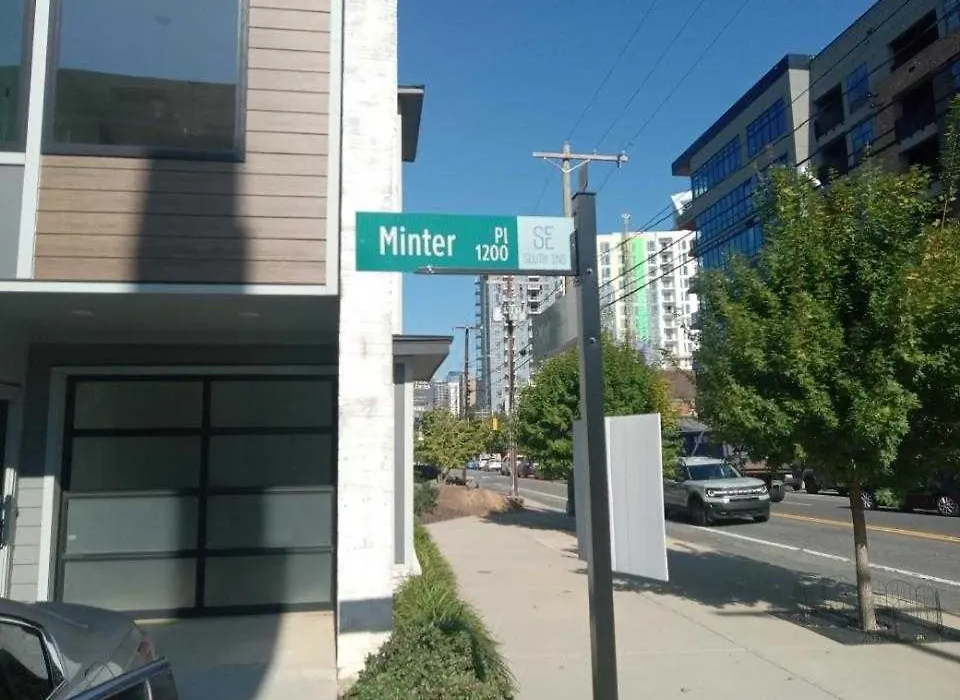 Minter
Pl
1200
SE
SOUTH END